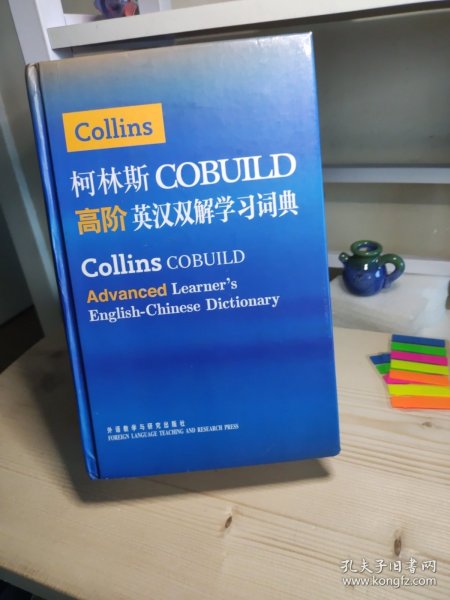 Collins
柯林斯 COBUILD
高阶 英汉双解学习词典
Collins COBUILD
Advanced Learner's
English-Chinese Dictionary
外语教学与研究出版社
FOREIGN LANGUAGE TEACHING AND RESEARCH PRESS
孔夫子旧书网
www.kongfz.com